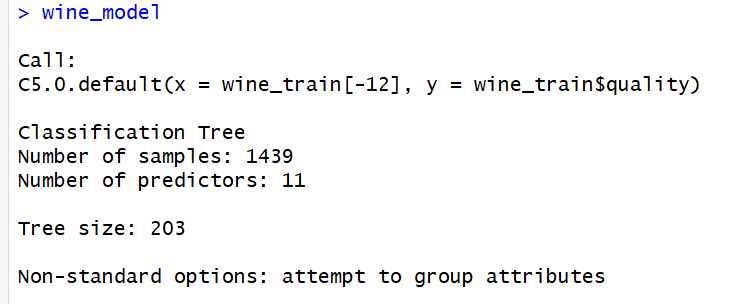 > wine_model
Call:
C5.0.default(x = wine_train[-12], y = wine_train$quality)
Classification Tree
Number of samples: 1439
Number of predictors: 11
Tree size: 203
Non-standard options: attempt to group attributes